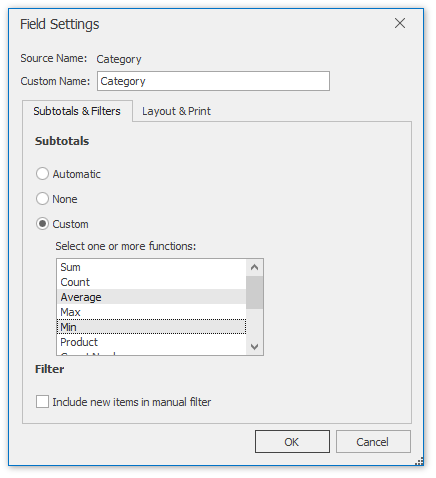 Field Settings
Source Name: Category
Custom Name: Category
Subtotals & Filters Layout & Print
Subtotals
Automatic
None
Custom
Select one or more functions:
Sum
Count
Average
Max
Min
Product
Filter
Include new items in manual filter
OK Cancel